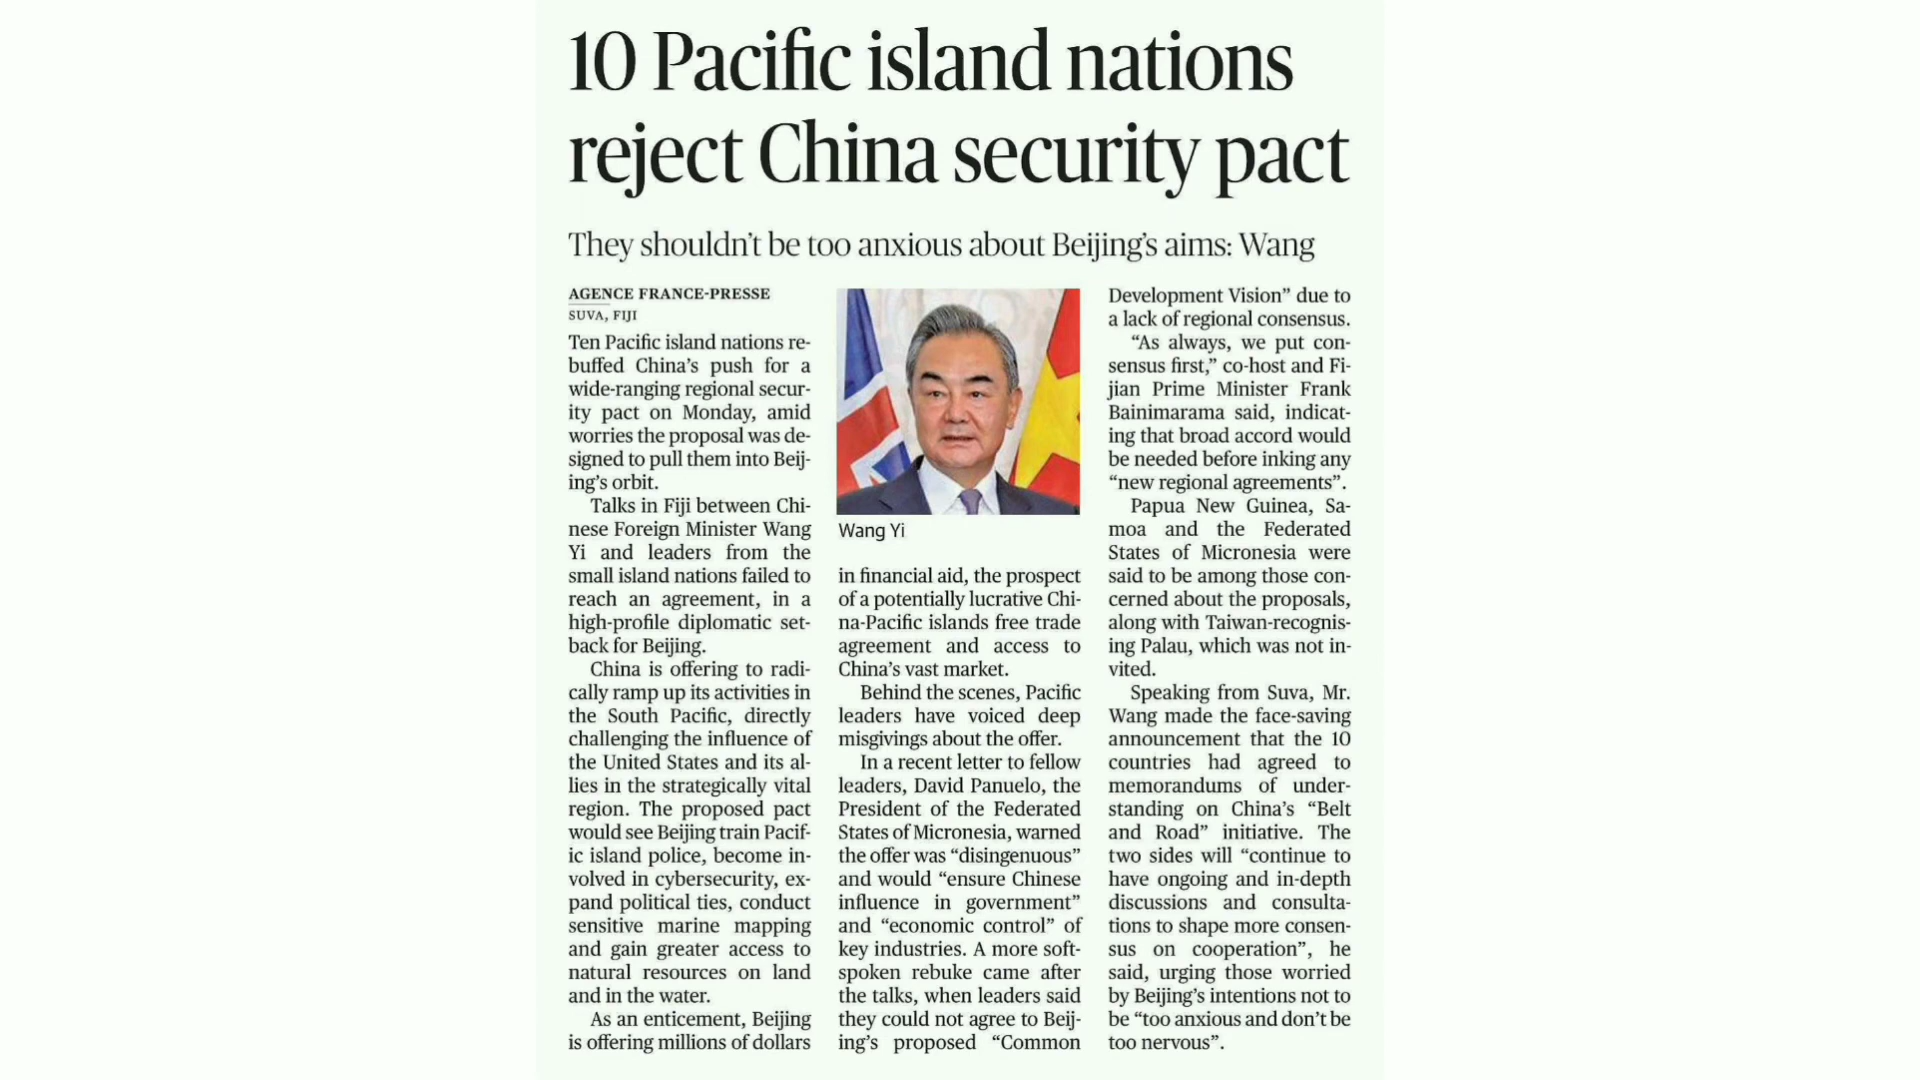 10 Pacific island nations
reject China security pact
They shouldn't be too anxious about Beijing's aims: Wang
AGENCE FRANCE-PRESSE
SUVA, FIJI
Ten Pacific island nations re-
buffed China's push for a
wide-ranging regional secur-
ity pact on Monday, amid
worries the proposal was de-
signed to pull them into Beij-
ing's orbit.
Talks in Fiji between Chi-
nese Foreign Minister Wang
Yi and leaders from the
small island nations failed to
reach an agreement, in a
high-profile diplomatic set-
back for Beijing.
China is offering to radi-
cally ramp up its activities in
the South Pacific, directly
challenging the influence of
the United States and its al-
lies in the strategically vital
region. The proposed pact
would see Beijing train Pacif-
ic island police, become in-
volved in cybersecurity, ex-
pand political ties, conduct
sensitive marine mapping
and gain greater access to
natural resources on land
and in the water.
As an enticement, Beijing
is offering millions of dollars
Wang Yi
in financial aid, the prospect
of a potentially lucrative Chi-
na-Pacific islands free trade
agreement and access to
China's vast market.
Behind the scenes, Pacific
leaders have voiced deep
misgivings about the offer.
In a recent letter to fellow
leaders, David Panuelo, the
President of the Federated
States of Micronesia, warned
the offer was “disingenuous”
and would “ensure Chinese
influence in government”
and “economic control” of
key industries. A more soft-
spoken rebuke came after
the talks, when leaders said
they could not agree to Beij-
ing's proposed “Common
Development Vision” due to
a lack of regional consensus.
“As always, we put con-
sensus first,” co-host and Fi-
jian Prime Minister Frank
Bainimarama said, indicat-
ing that broad accord would
be needed before inking any
“new regional agreements”.
Papua New Guinea, Sa-
moa and the Federated
States of Micronesia were
said to be among those con-
cerned about the proposals,
along with Taiwan-recognis-
ing Palau, which was not in-
vited.
Speaking from Suva, Mr.
Wang made the face-saving
announcement that the 10
countries had agreed to
memorandums of under-
standing on China's “Belt
and Road” initiative. The
two sides will “continue to
have ongoing and in-depth
discussions and consulta-
tions to shape more consen-
sus on cooperation”, he
said, urging those worried
by Beijing's intentions not to
be “too anxious and don't be
too nervous”.